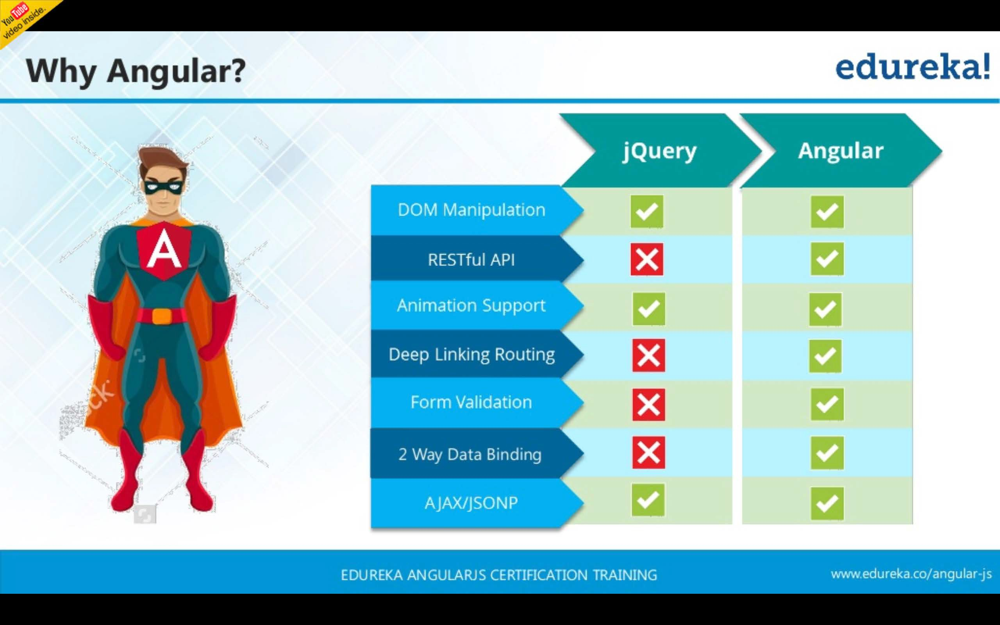 YouTube
video inside.
Why Angular?
edureka!
jQuery
Angular
A
DOM Manipulation
RESTful API
Animation Support
Deep Linking Routing
Form Validation
2 Way Data Binding
AJAX/JSONP
ck
EDUREKA ANGULARJS CERTIFICATION TRAINING
www.edureka.co/angular-js